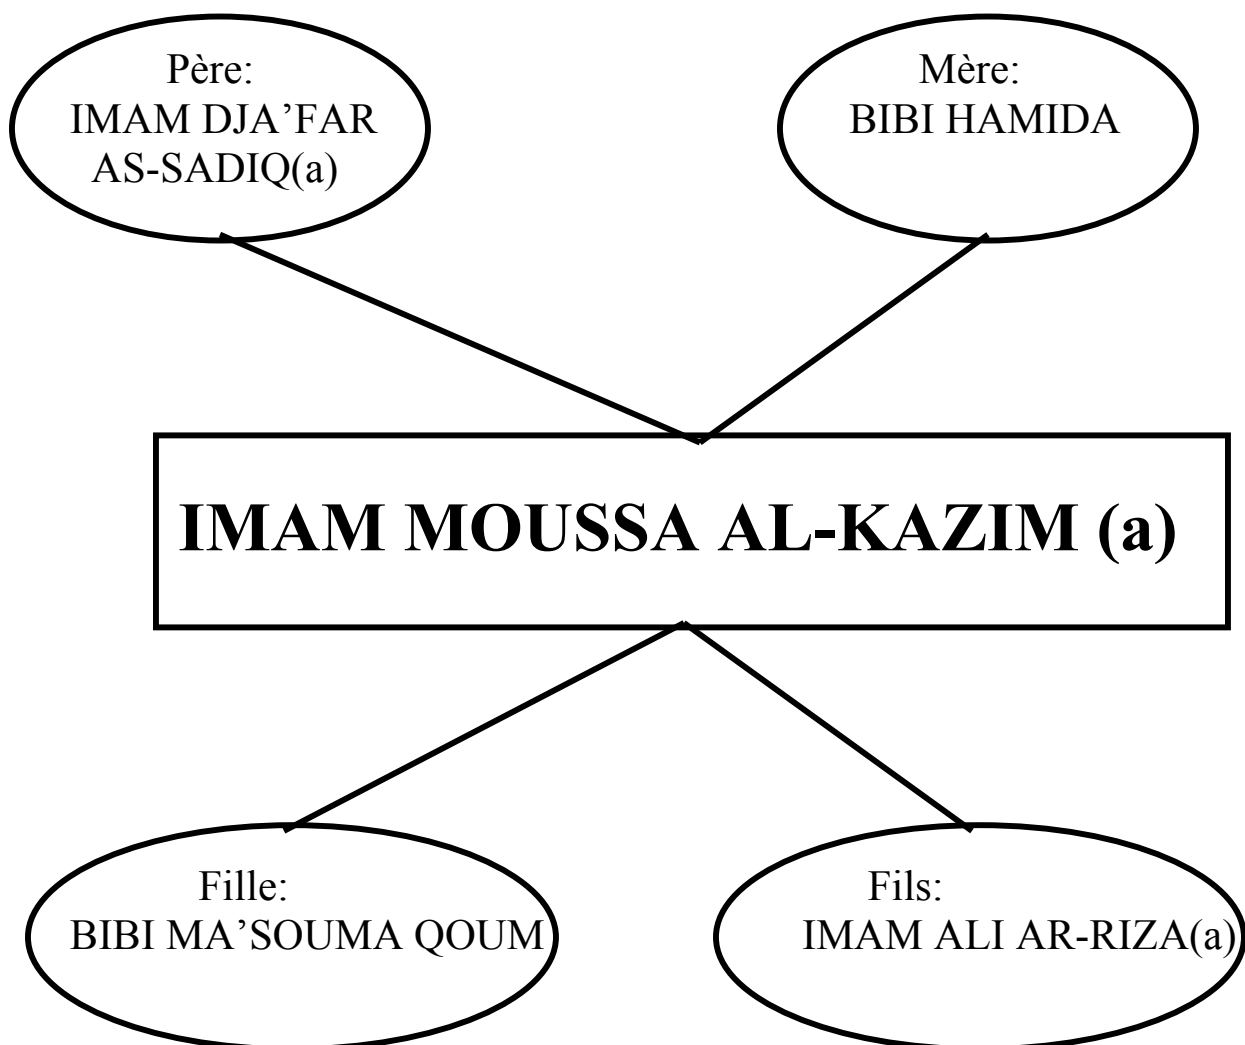 Père:
IMAM DJA’FAR
AS-SADIQ(a)
Mère:
BIBI HAMIDA
IMAM MOUSSA AL-KAZIM (a)
Fille:
BIBI MA’SOUMA QOUM
Fils:
IMAM ALI AR-RIZA(a)